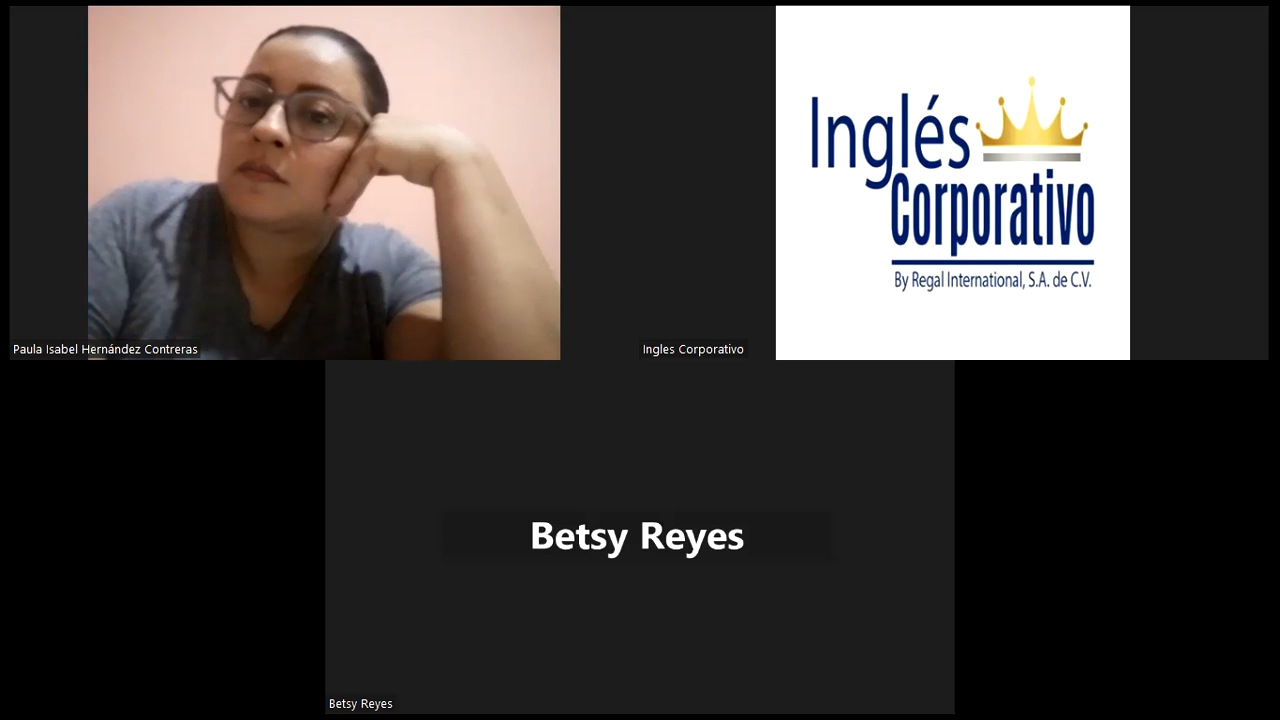 Paula Isabel Hernández Contreras
Inglés
Corporativo
By Regal International, S.A. de C.V.
Ingles Corporativo
Betsy Reyes
Betsy Reyes